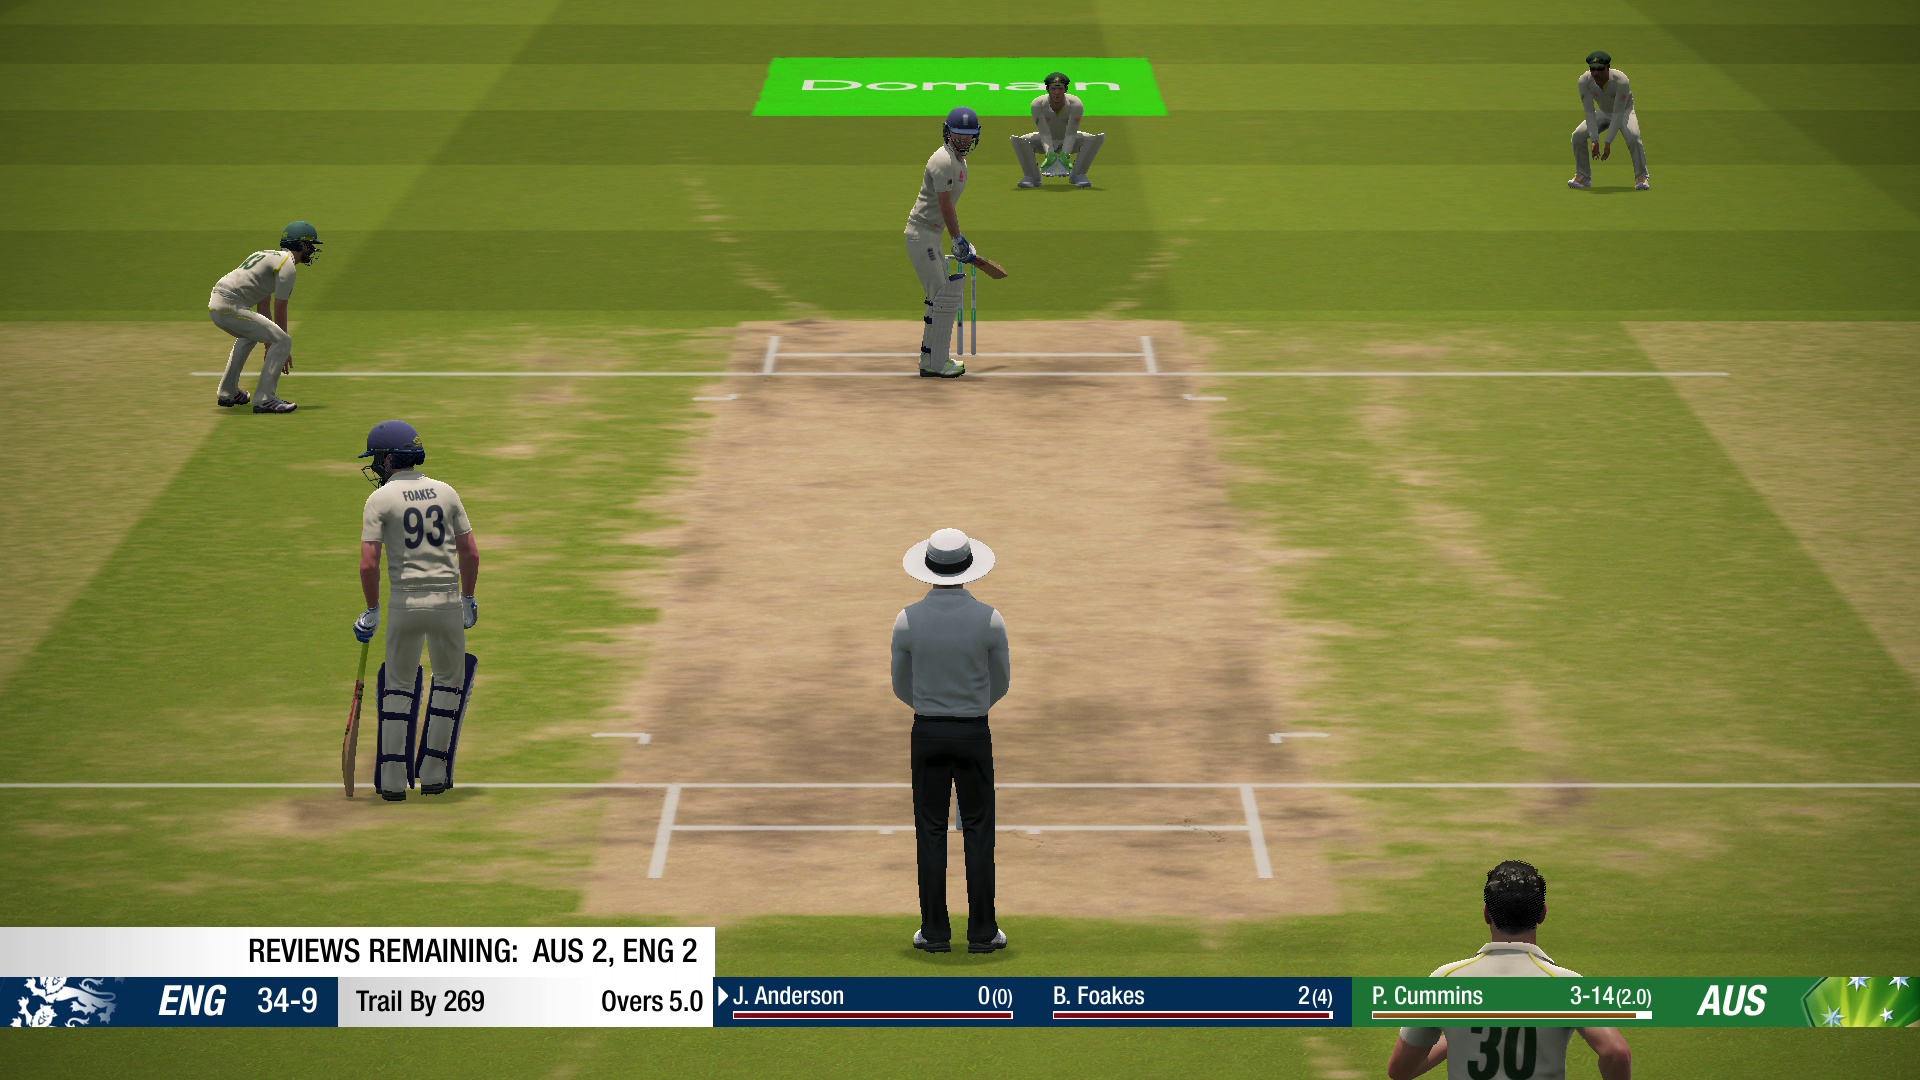 Domain
FOAKES
93
REVIEWS REMAINING: AUS 2, ENG 2
ENG 34-9 Trail By 269 Overs 5.0 J. Anderson 0 (0) B. Foakes 2 (4) P. Cummins 3-14 (2.0) AUS
30